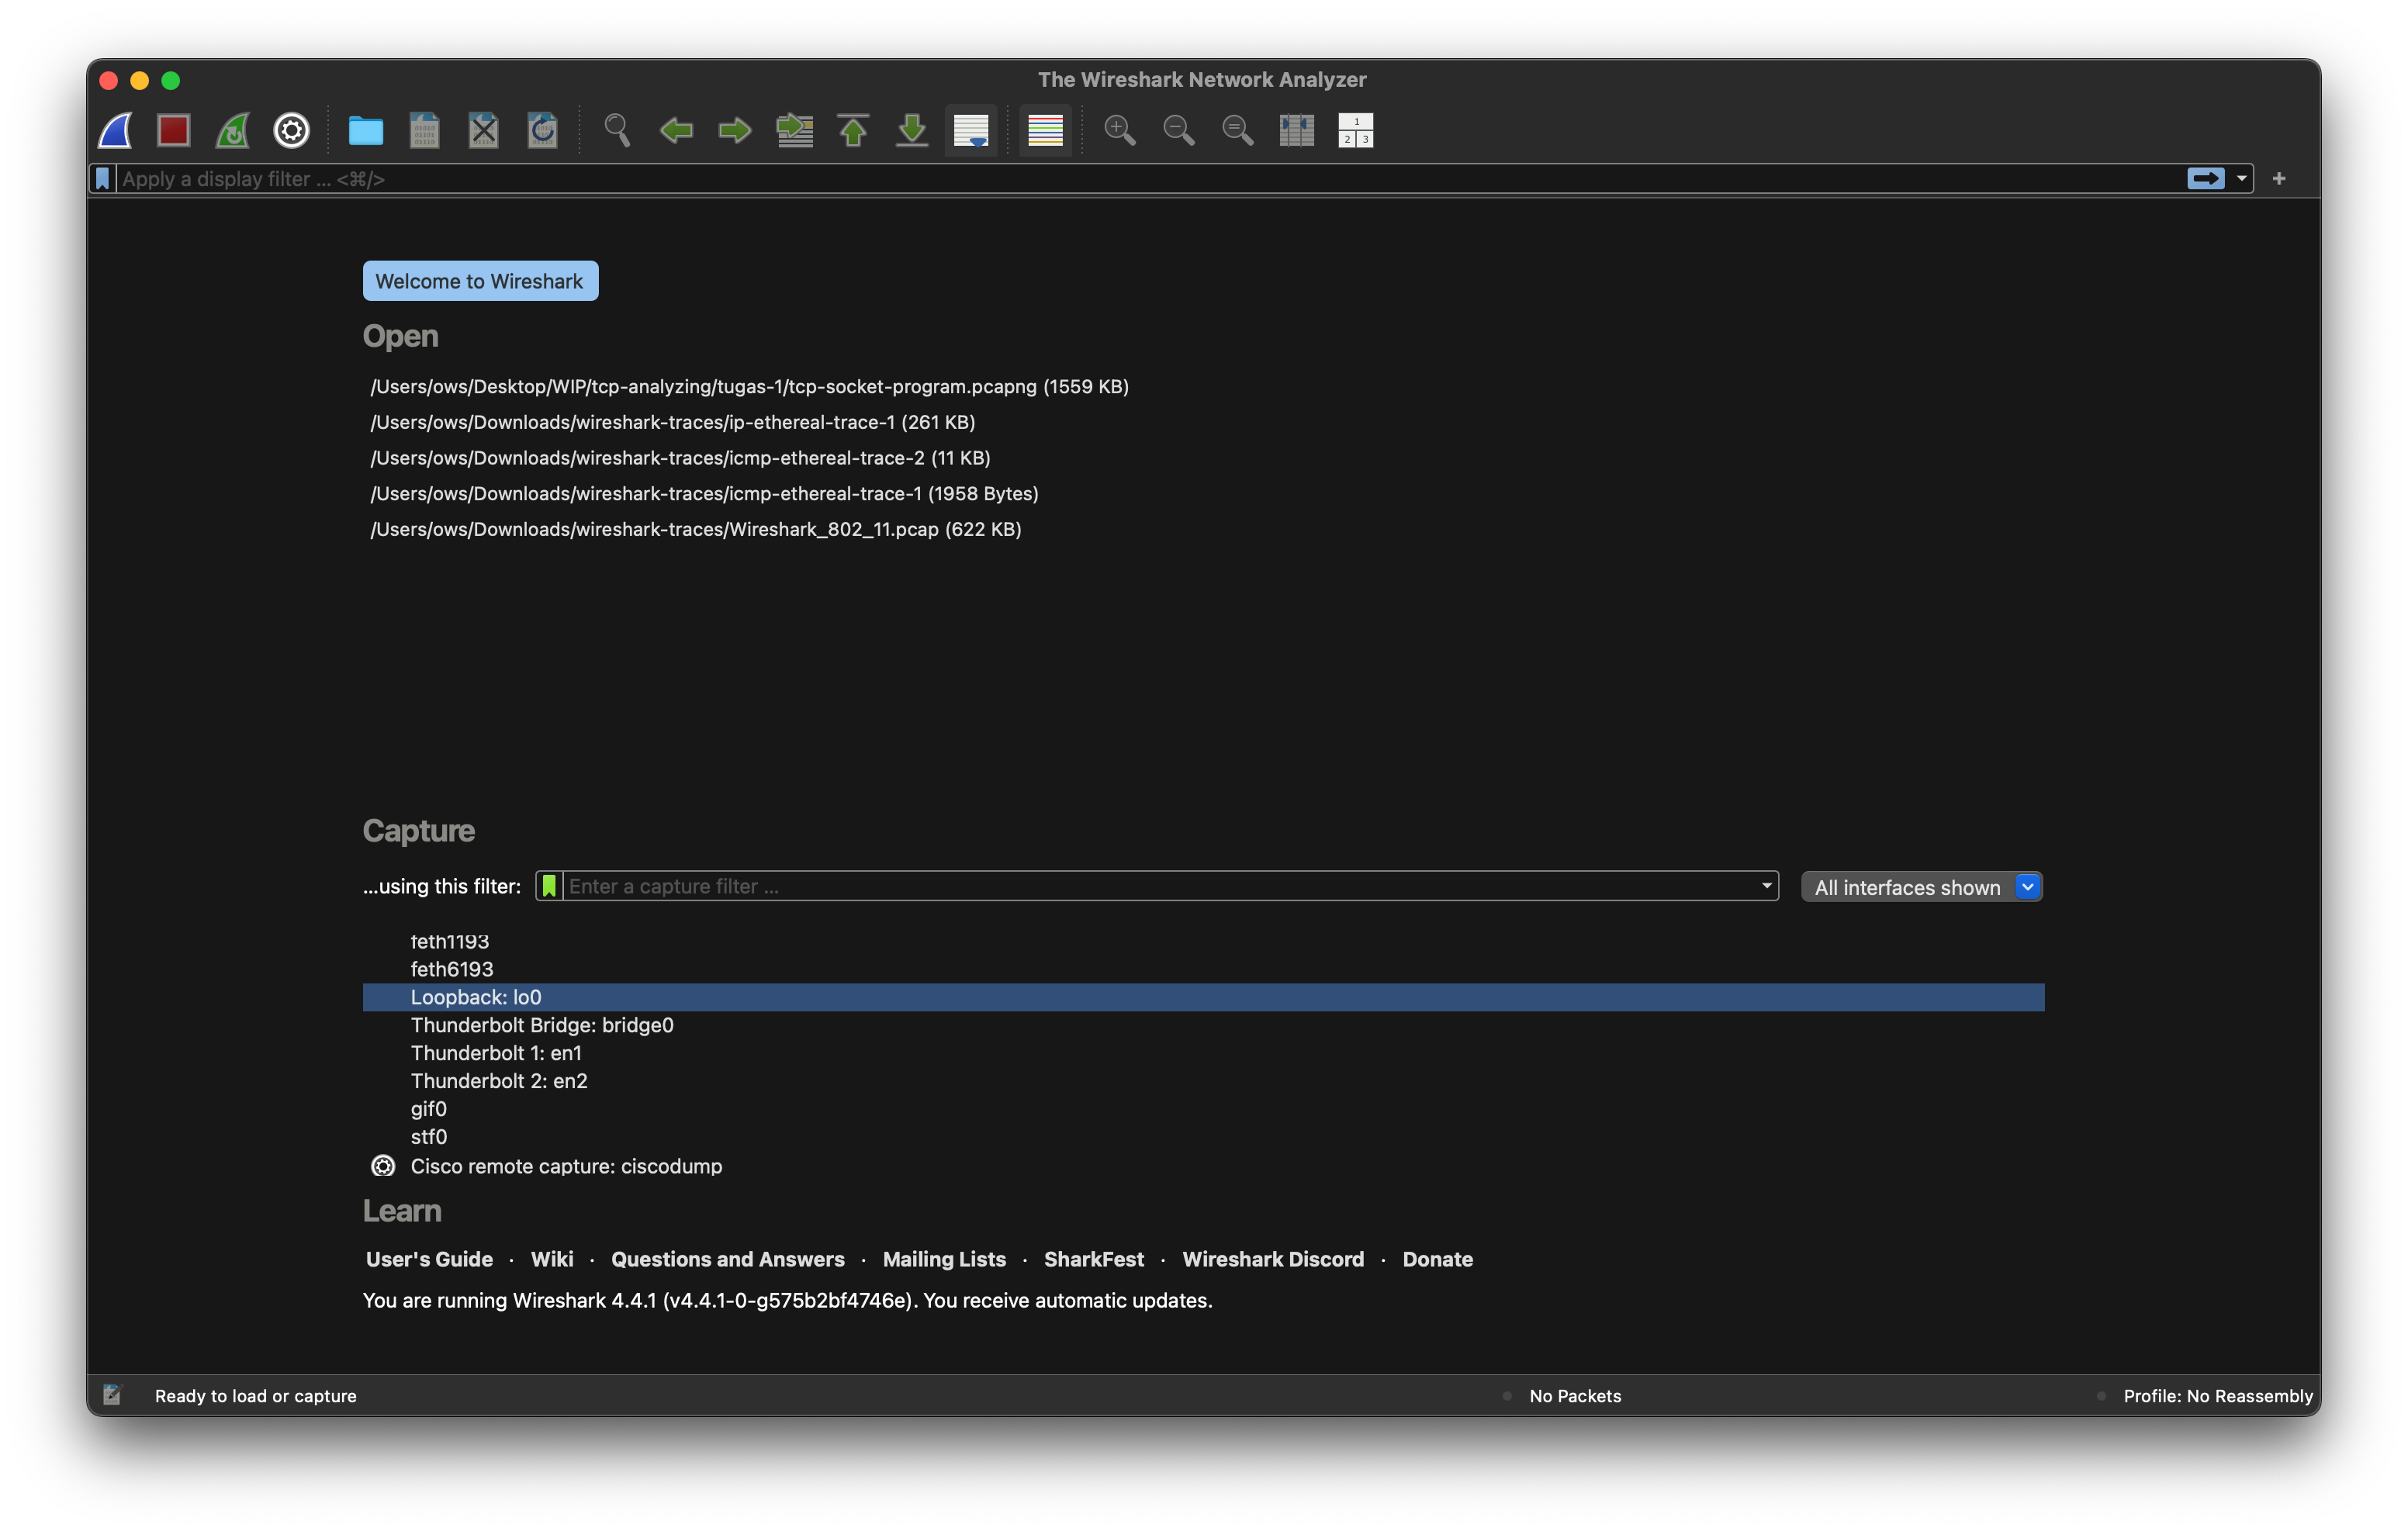 The Wireshark Network Analyzer
Apply a display filter ... <⌘/>
Welcome to Wireshark
Open
/Users/ows/Desktop/WIP/tcp-analyzing/tugas-1/tcp-socket-program.pcapng (1559 KB)
/Users/ows/Downloads/wireshark-traces/ip-ethereal-trace-1 (261 KB)
/Users/ows/Downloads/wireshark-traces/icmp-ethereal-trace-2 (11 KB)
/Users/ows/Downloads/wireshark-traces/icmp-ethereal-trace-1 (1958 Bytes)
/Users/ows/Downloads/wireshark-traces/Wireshark_802_11.pcap (622 KB)
Capture
...using this filter: Enter a capture filter ... All interfaces shown
feth1193
feth6193
Loopback: lo0
Thunderbolt Bridge: bridge0
Thunderbolt 1: en1
Thunderbolt 2: en2
gif0
stf0
Cisco remote capture: ciscodump
Learn
User's Guide · Wiki · Questions and Answers · Mailing Lists · SharkFest · Wireshark Discord · Donate
You are running Wireshark 4.4.1 (v4.4.1-0-g575b2bf4746e). You receive automatic updates.
Ready to load or capture No Packets Profile: No Reassembly